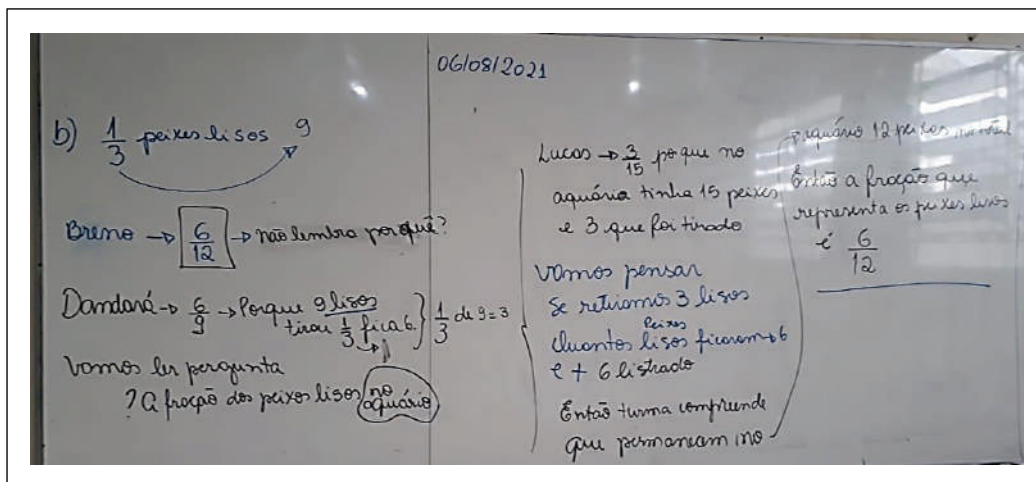 06/08/2021
b) 1/3 peixes lisos 9
Breno → 6/12 → não lembra porquê?
Dandará → 6/9 → Porque 9 lisos
tirou 1/3 fica 6. } 1/3 de 9 = 3
Vamos ler pergunta
? A fração dos peixes lisos no
aquário
Lucas → 3/15 porque no
aquário tinha 15 peixes
e 3 que foi tirado
Vamos pensar
Se retiramos 3 lisos
Peixes
Quantos lisos ficaram → 6
e + 6 listrado
Então turma compreende
que permanecem no
aquário 12 peixes
Então a fração que
representa os peixes lisos
é 6/12